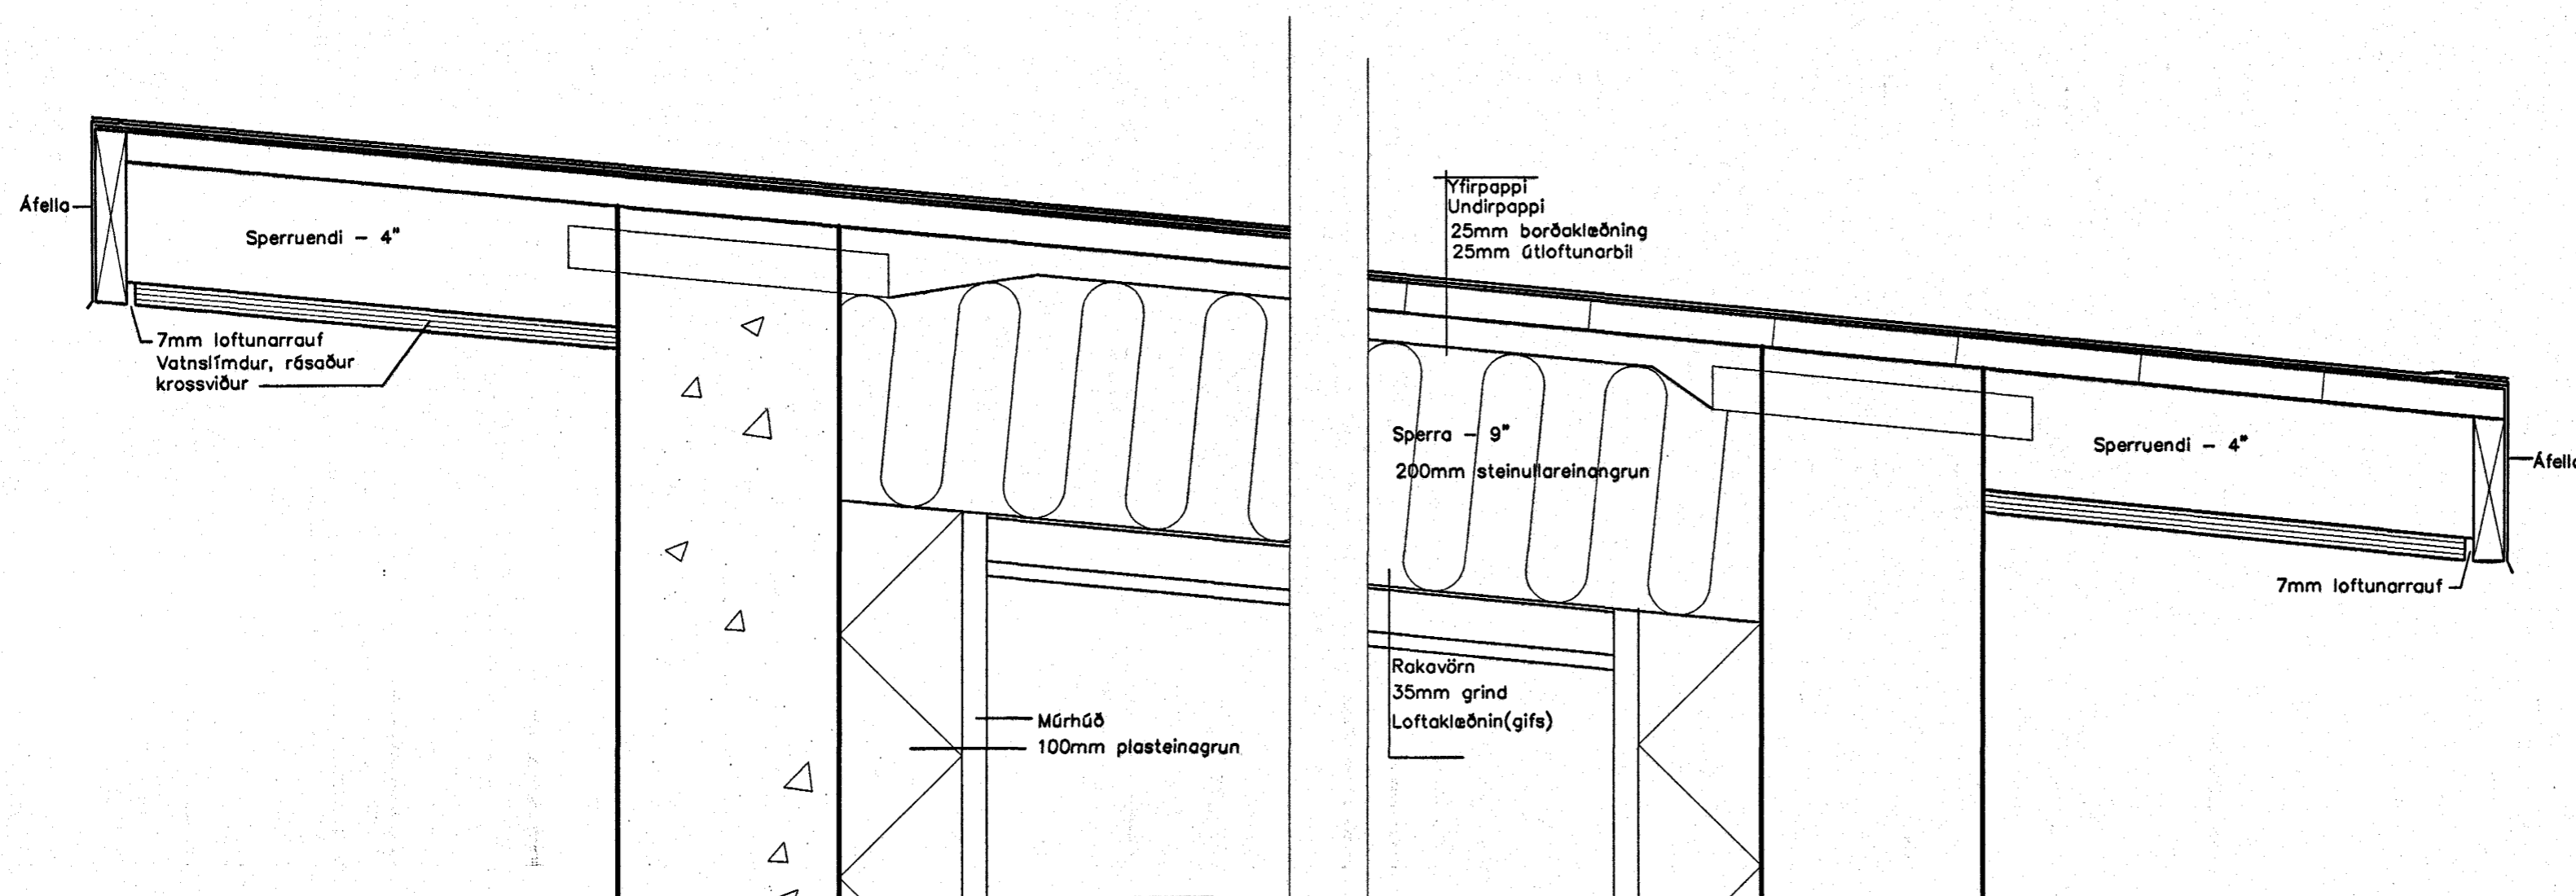 Áfella
Sperruendi - 4"
7mm loftunarrauf
Vatnslímdur, rásaður
krossviður
Múrhúð
100mm plasteinagrun
Yfirpappi
Undirpappi
25mm borðaklæðning
25mm útloftunarbil
Sperra - 9"
200mm steinullareinangrun
Rakavörn
35mm grind
Loftaklæðnin(gifs)
Sperruendi - 4"
Áfella
7mm loftunarrauf